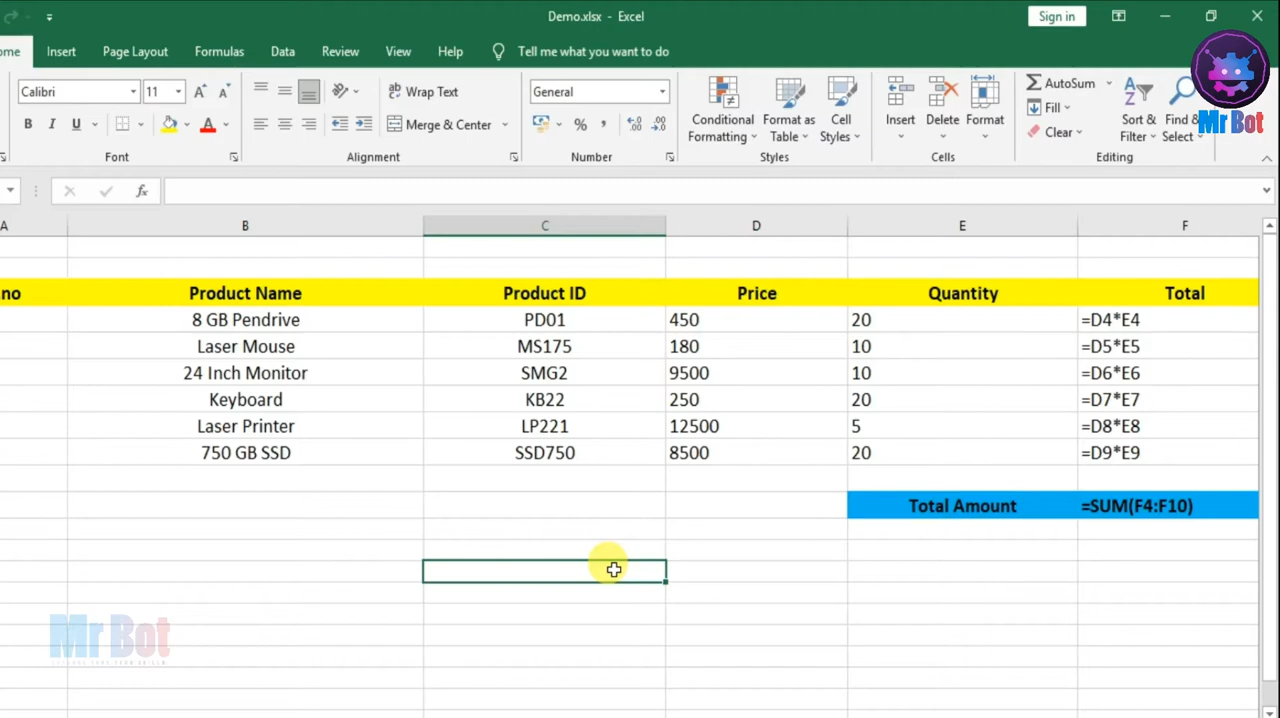 Demo.xlsx - Excel
Sign in
ome Insert Page Layout Formulas Data Review View Help Tell me what you want to do
Calibri 11 ab Wrap Text General Conditional Formatting Format as Table Cell Styles Insert Delete Format AutoSum Fill Clear Sort & Filter Find & Select
B I U A Merge & Center % ,
Font Alignment Number Styles Cells Editing
Mr Bot
fx
A B C D E F
.no Product Name Product ID Price Quantity Total
8 GB Pendrive PD01 450 20 =D4*E4
Laser Mouse MS175 180 10 =D5*E5
24 Inch Monitor SMG2 9500 10 =D6*E6
Keyboard KB22 250 20 =D7*E7
Laser Printer LP221 12500 5 =D8*E8
750 GB SSD SSD750 8500 20 =D9*E9
Total Amount =SUM(F4:F10)
Mr Bot